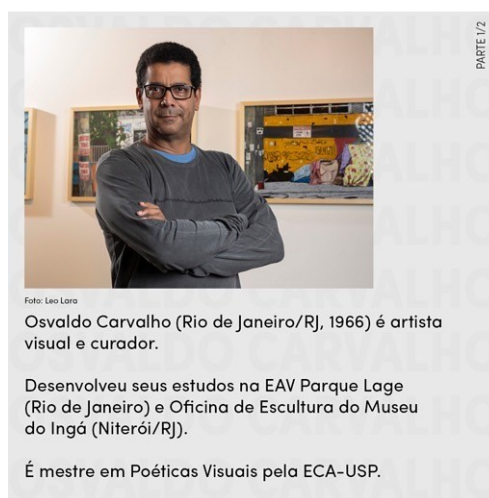 PARTE 1/2
Foto: Leo Lara
Osvaldo Carvalho (Rio de Janeiro/RJ, 1966) é artista
visual e curador.
Desenvolveu seus estudos na EAV Parque Lage
(Rio de Janeiro) e Oficina de Escultura do Museu
do Ingá (Niterói/RJ).
É mestre em Poéticas Visuais pela ECA-USP.